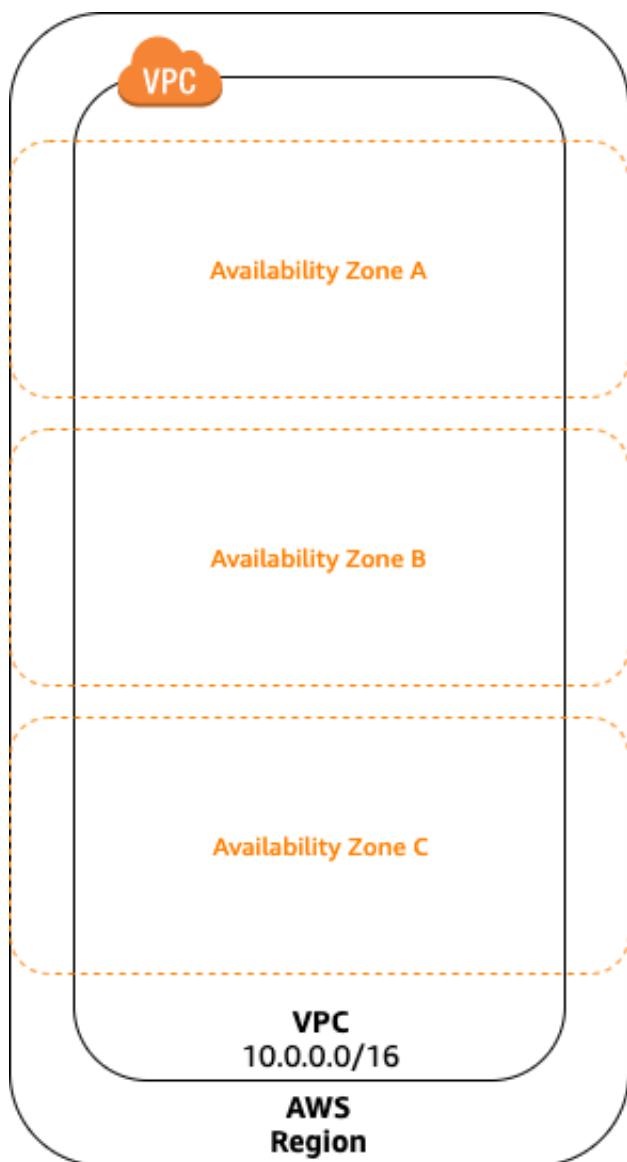 VPC
Availability Zone A
Availability Zone B
Availability Zone C
VPC
10.0.0.0/16
AWS
Region